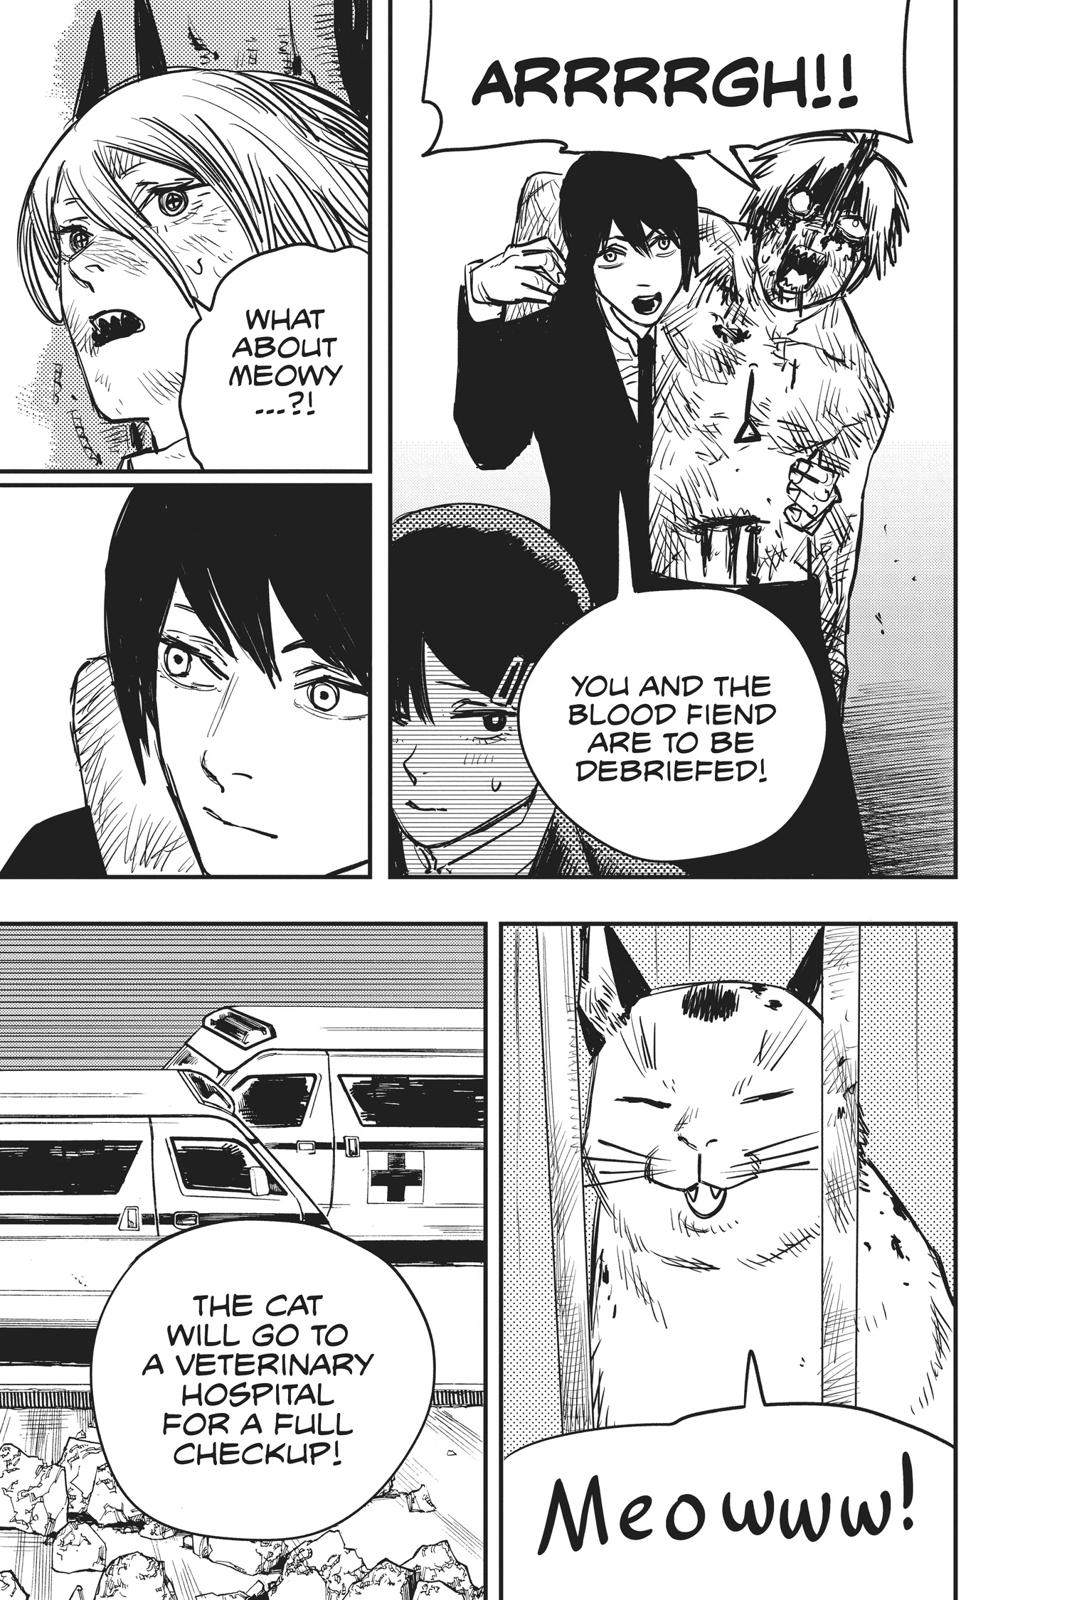 ARRRRGH!!
YOU AND THE
BLOOD FIEND
ARE TO BE
DEBRIEFED!
WHAT
ABOUT
MEOWY
...?!
Meowww!
THE CAT
WILL GO TO
A VETERINARY
HOSPITAL
FOR A FULL
CHECKUP!